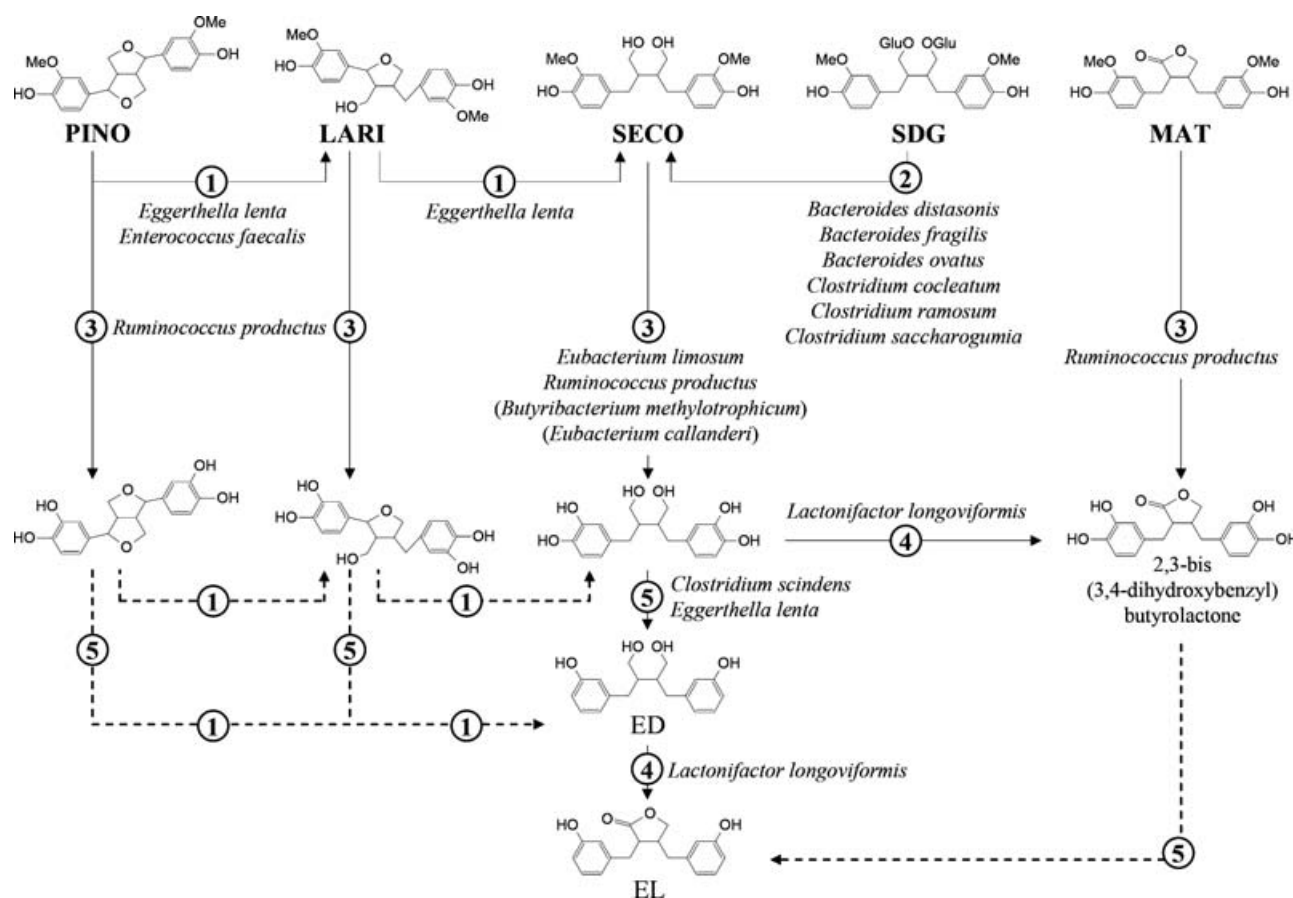 OMe
OH
MeO
HO
PINO
OMe
HO
OH
HO
OMe
LARI
HO OH
MeO
OMe
HO
OH
SECO
GluO OGlu
MeO
OMe
HO
OH
SDG
O
O
MeO
OMe
HO
OH
MAT
1
Eggerthella lenta
Enterococcus faecalis
1
Eggerthella lenta
2
Bacteroides distasonis
Bacteroides fragilis
Bacteroides ovatus
Clostridium cocleatum
Clostridium ramosum
Clostridium saccharogumia
3
Ruminococcus productus
3
3
Eubacterium limosum
Ruminococcus productus
(Butyribacterium methylotrophicum)
(Eubacterium callanderi)
3
Ruminococcus productus
OH
O
OH
HO
HO
O
HO
HO
O
OH
OH
HO
HO OH
HO
OH
HO
OH
Lactonifactor longoviformis
4
O
O
HO
OH
HO
OH
2,3-bis
(3,4-dihydroxybenzyl)
butyrolactone
1
1
5
Clostridium scindens
Eggerthella lenta
5
5
HO OH
HO
OH
ED
1
1
4
Lactonifactor longoviformis
O
O
HO
OH
EL
5